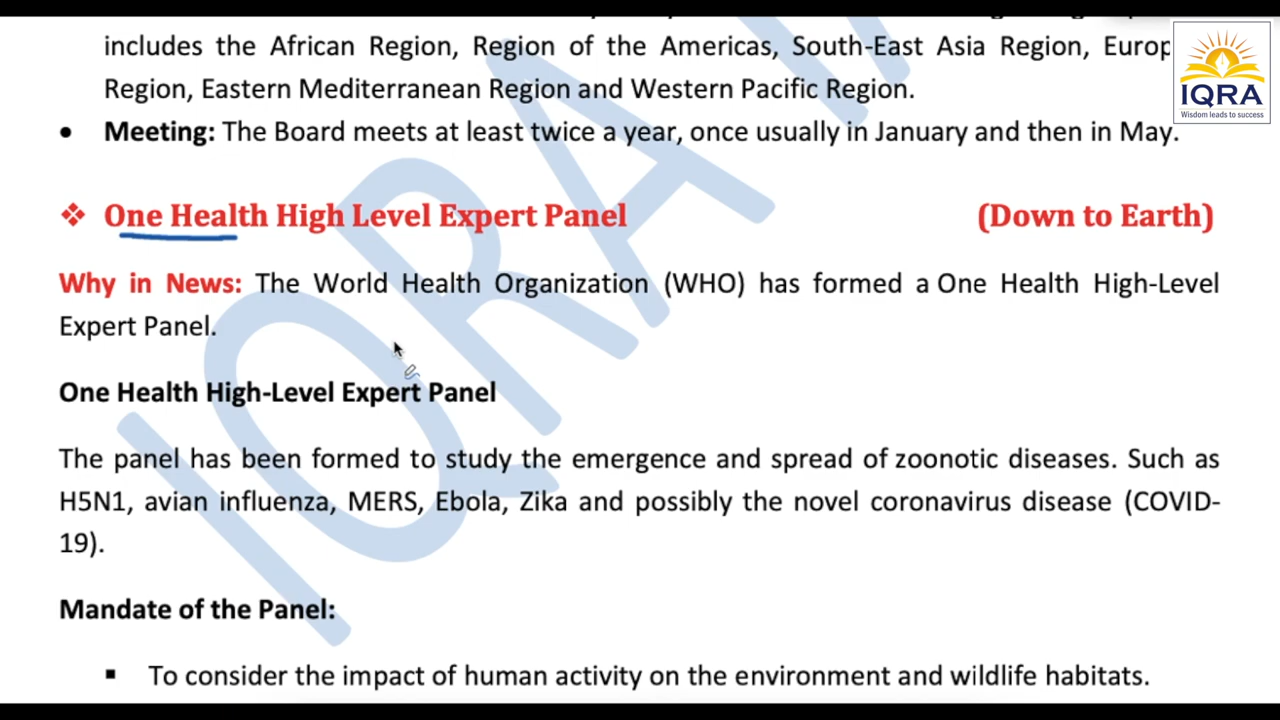 includes the African Region, Region of the Americas, South-East Asia Region, Europ
Region, Eastern Mediterranean Region and Western Pacific Region.
• Meeting: The Board meets at least twice a year, once usually in January and then in May.
IQRA
Wisdom leads to success
❖ One Health High Level Expert Panel (Down to Earth)
Why in News: The World Health Organization (WHO) has formed a One Health High-Level
Expert Panel.
One Health High-Level Expert Panel
The panel has been formed to study the emergence and spread of zoonotic diseases. Such as
H5N1, avian influenza, MERS, Ebola, Zika and possibly the novel coronavirus disease (COVID-
19).
Mandate of the Panel:
▪ To consider the impact of human activity on the environment and wildlife habitats.
IQRA